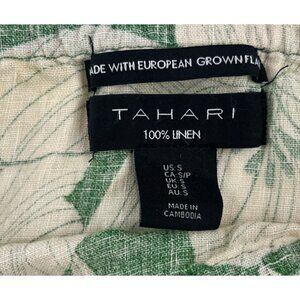 ADE WITH EUROPEAN GROWN FLA
TAHARI
100% LINEN
US:S
CA:S/P
UK:S
EU:S
AU:S
MADE IN
CAMBODIA